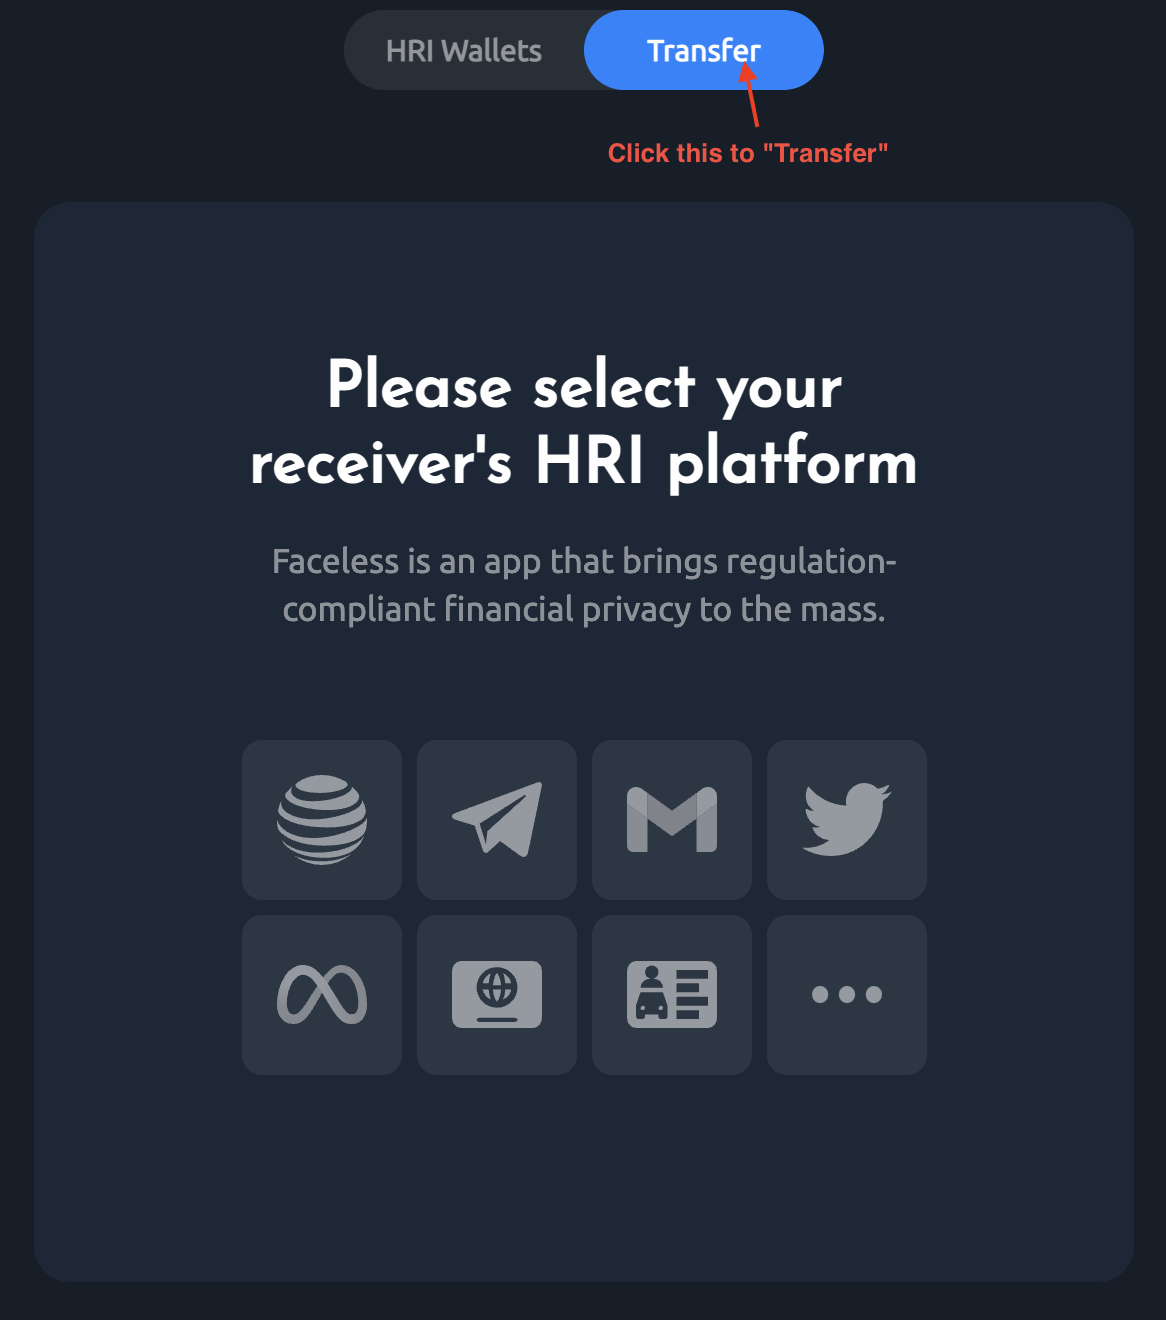 HRI Wallets
Transfer
Click this to "Transfer"
Please select your
receiver's HRI platform
Faceless is an app that brings regulation-
compliant financial privacy to the mass.